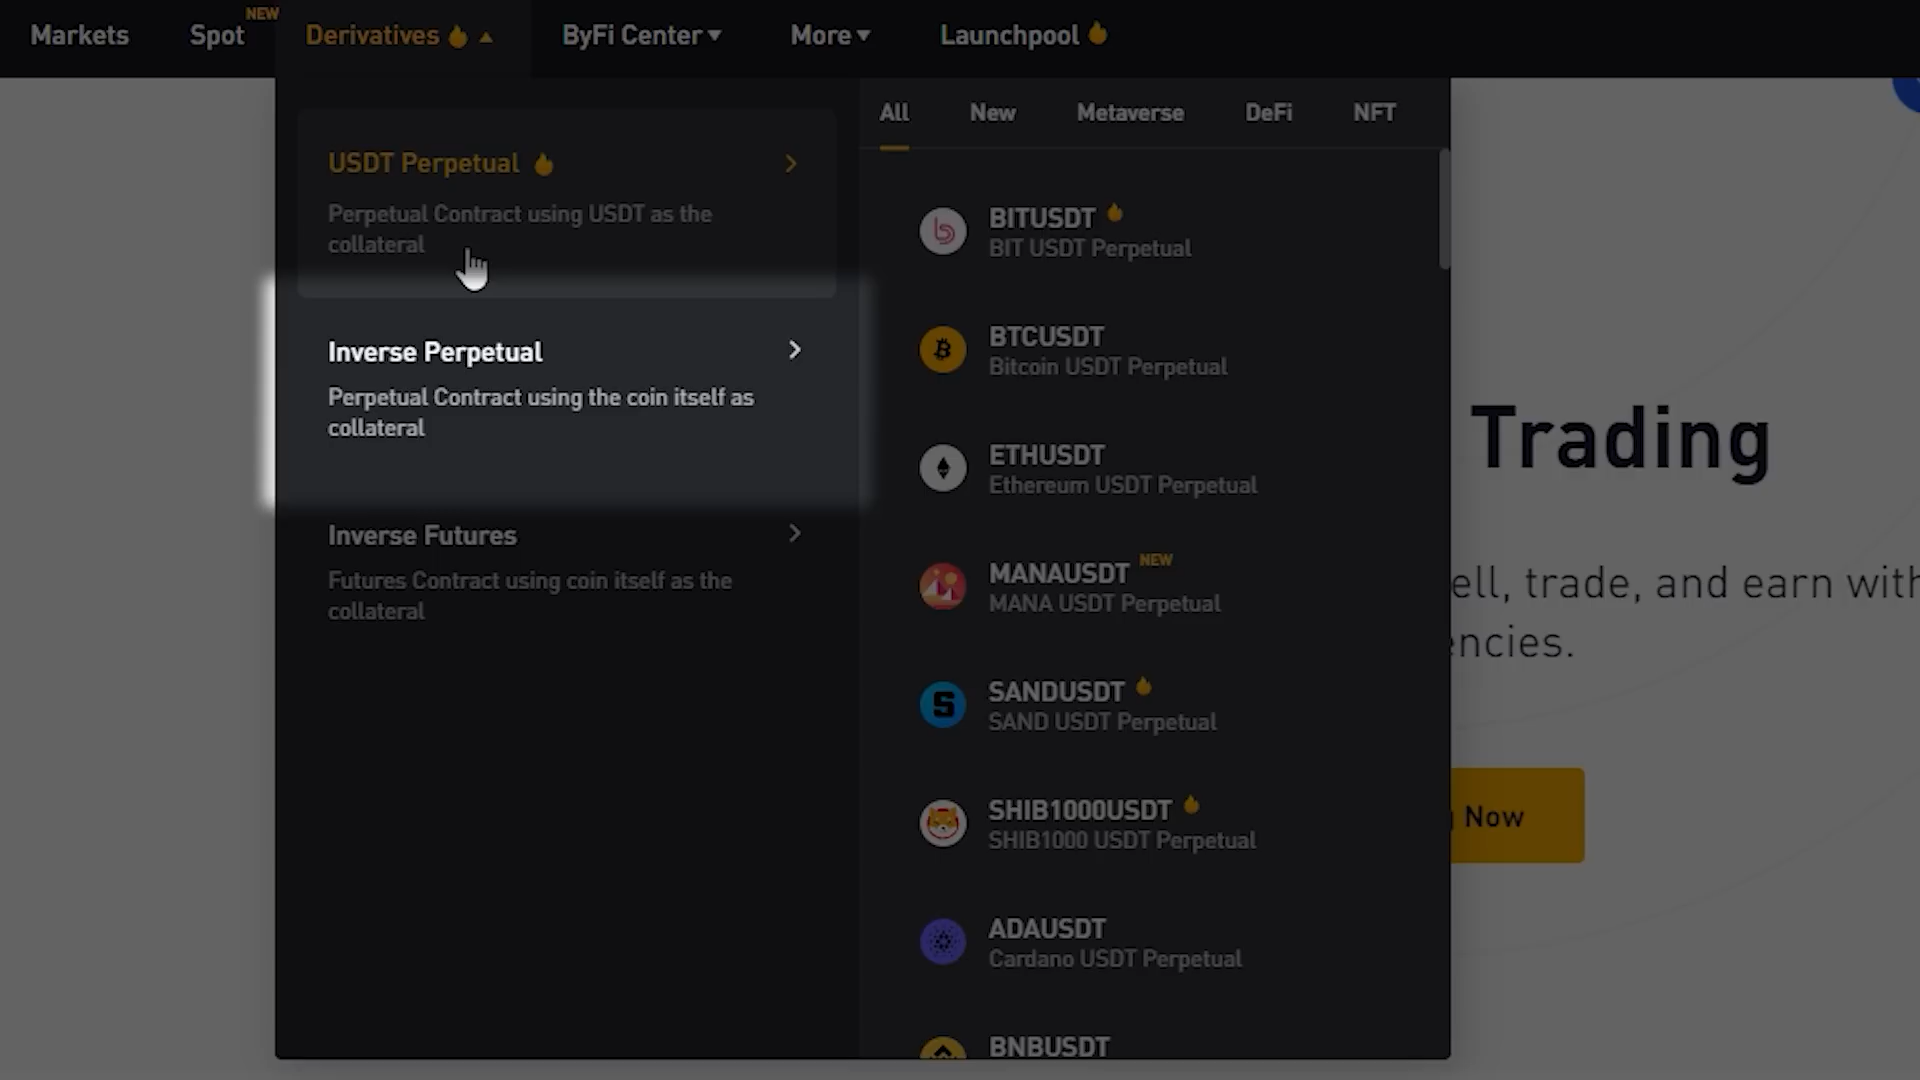 Markets
Spot
NEW
Derivatives
ByFi Center
More
Launchpool
USDT Perpetual
Perpetual Contract using USDT as the
collateral
Inverse Perpetual
Perpetual Contract using the coin itself as
collateral
Inverse Futures
Futures Contract using coin itself as the
collateral
All
New
Metaverse
DeFi
NFT
BITUSDT
BIT USDT Perpetual
BTCUSDT
Bitcoin USDT Perpetual
ETHUSDT
Ethereum USDT Perpetual
MANAUSDT NEW
MANA USDT Perpetual
SANDUSDT
SAND USDT Perpetual
SHIB1000USDT
SHIB1000 USDT Perpetual
ADAUSDT
Cardano USDT Perpetual
BNBUSDT
Trading
ell, trade, and earn with
encies.
Now